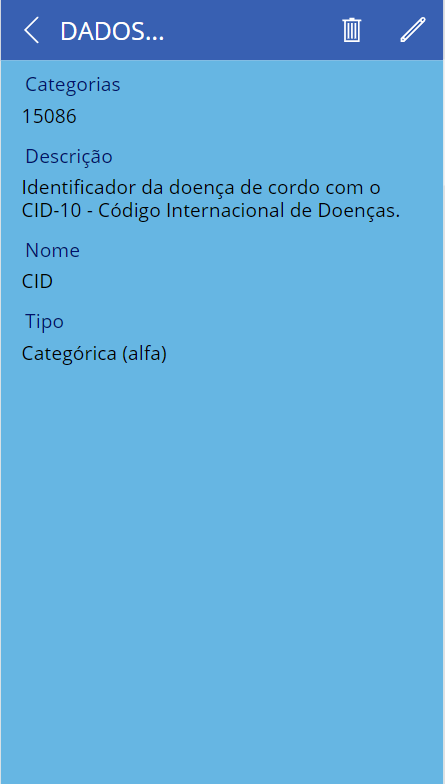 DADOS...
Categorias
15086
Descrição
Identificador da doença de cordo com o
CID-10 - Código Internacional de Doenças.
Nome
CID
Tipo
Categórica (alfa)